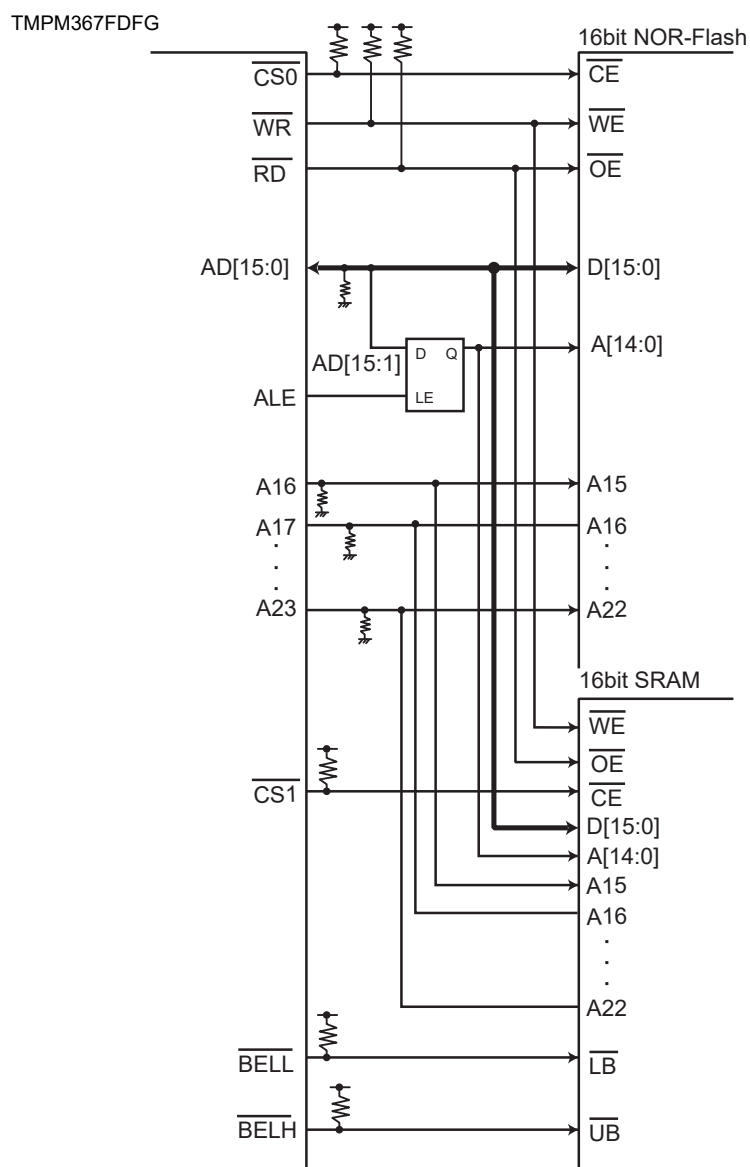 TMPM367FDFG
16bit NOR-Flash
CS0
CE
WR
WE
RD
OE
AD[15:0]
D[15:0]
AD[15:1]
D Q
A[14:0]
ALE
LE
A16
A15
A17
A16
.
.
.
.
.
.
A23
A22
16bit SRAM
WE
OE
CS1
CE
D[15:0]
A[14:0]
A15
A16
.
.
.
A22
BELL
LB
BELH
UB